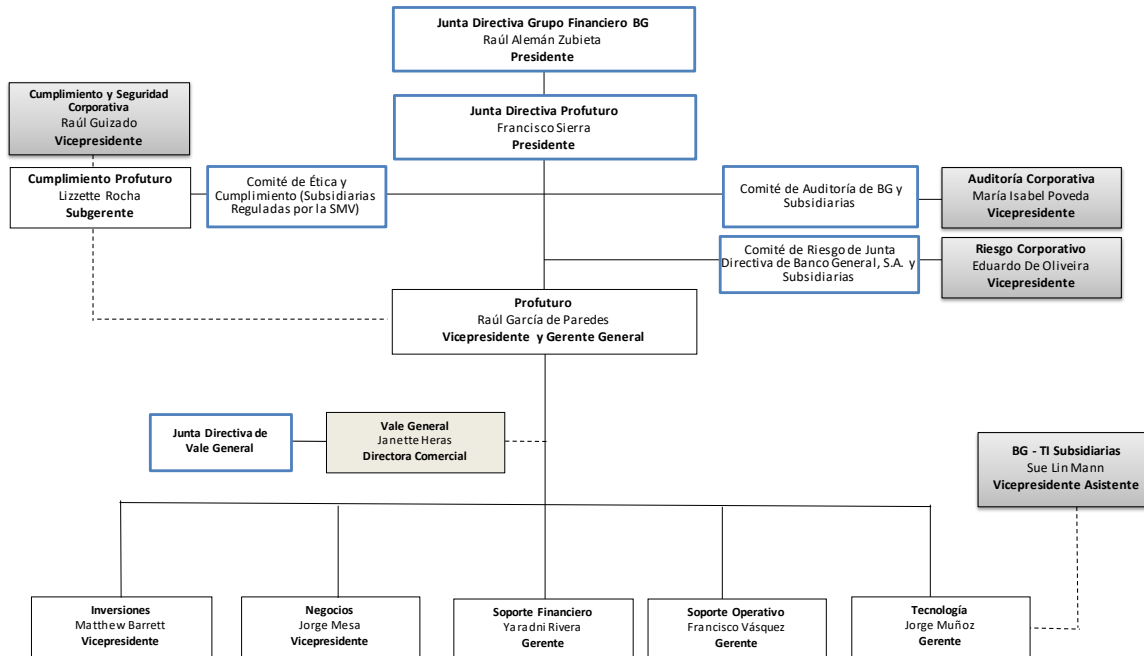 Junta Directiva Grupo Financiero BG
Raúl Alemán Zubieta
Presidente
Cumplimiento y Seguridad
Corporativa
Raúl Guizado
Vicepresidente
Junta Directiva Profuturo
Francisco Sierra
Presidente
Cumplimiento Profuturo
Lizzette Rocha
Subgerente
Comité de Ética y
Cumplimiento (Subsidiarias
Reguladas por la SMV)
Comité de Auditoría de BG y
Subsidiarias
Auditoría Corporativa
María Isabel Poveda
Vicepresidente
Comité de Riesgo de Junta
Directiva de Banco General, S.A. y
Subsidiarias
Riesgo Corporativo
Eduardo De Oliveira
Vicepresidente
Profuturo
Raúl García de Paredes
Vicepresidente y Gerente General
Junta Directiva de
Vale General
Vale General
Janette Heras
Directora Comercial
BG - TI Subsidiarias
Sue Lin Mann
Vicepresidente Asistente
Inversiones
Matthew Barrett
Vicepresidente
Negocios
Jorge Mesa
Vicepresidente
Soporte Financiero
Yaradni Rivera
Gerente
Soporte Operativo
Francisco Vásquez
Gerente
Tecnología
Jorge Muñoz
Gerente